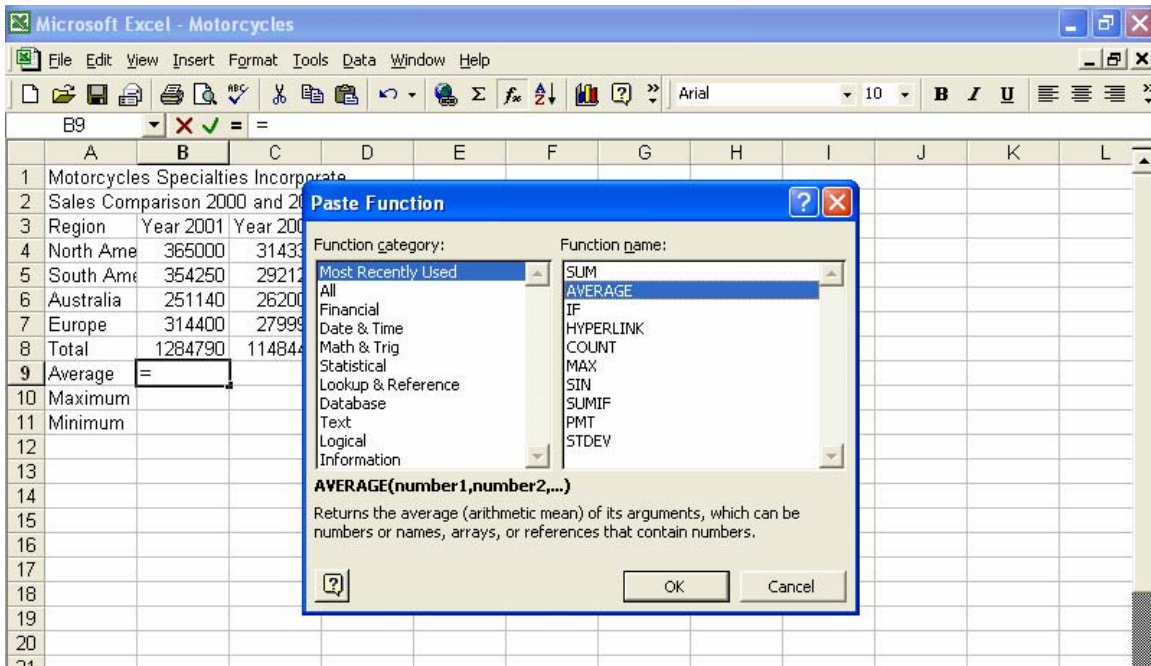 Microsoft Excel - Motorcycles
File Edit View Insert Format Tools Data Window Help
Arial 10 B I U
B9 = =
A B C D E F G H I J K L
1 Motorcycles Specialties Incorporate
2 Sales Comparison 2000 and 20
3 Region Year 2001 Year 200
4 North Ame 365000 31433
5 South Ame 354250 29212
6 Australia 251140 26200
7 Europe 314400 27999
8 Total 1284790 114844
9 Average =
10 Maximum
11 Minimum
12
13
14
15
16
17
18
19
20
Paste Function
Function category:
Most Recently Used
All
Financial
Date & Time
Math & Trig
Statistical
Lookup & Reference
Database
Text
Logical
Information
Function name:
SUM
AVERAGE
IF
HYPERLINK
COUNT
MAX
SIN
SUMIF
PMT
STDEV
AVERAGE(number1,number2,...)
Returns the average (arithmetic mean) of its arguments, which can be
numbers or names, arrays, or references that contain numbers.
OK Cancel